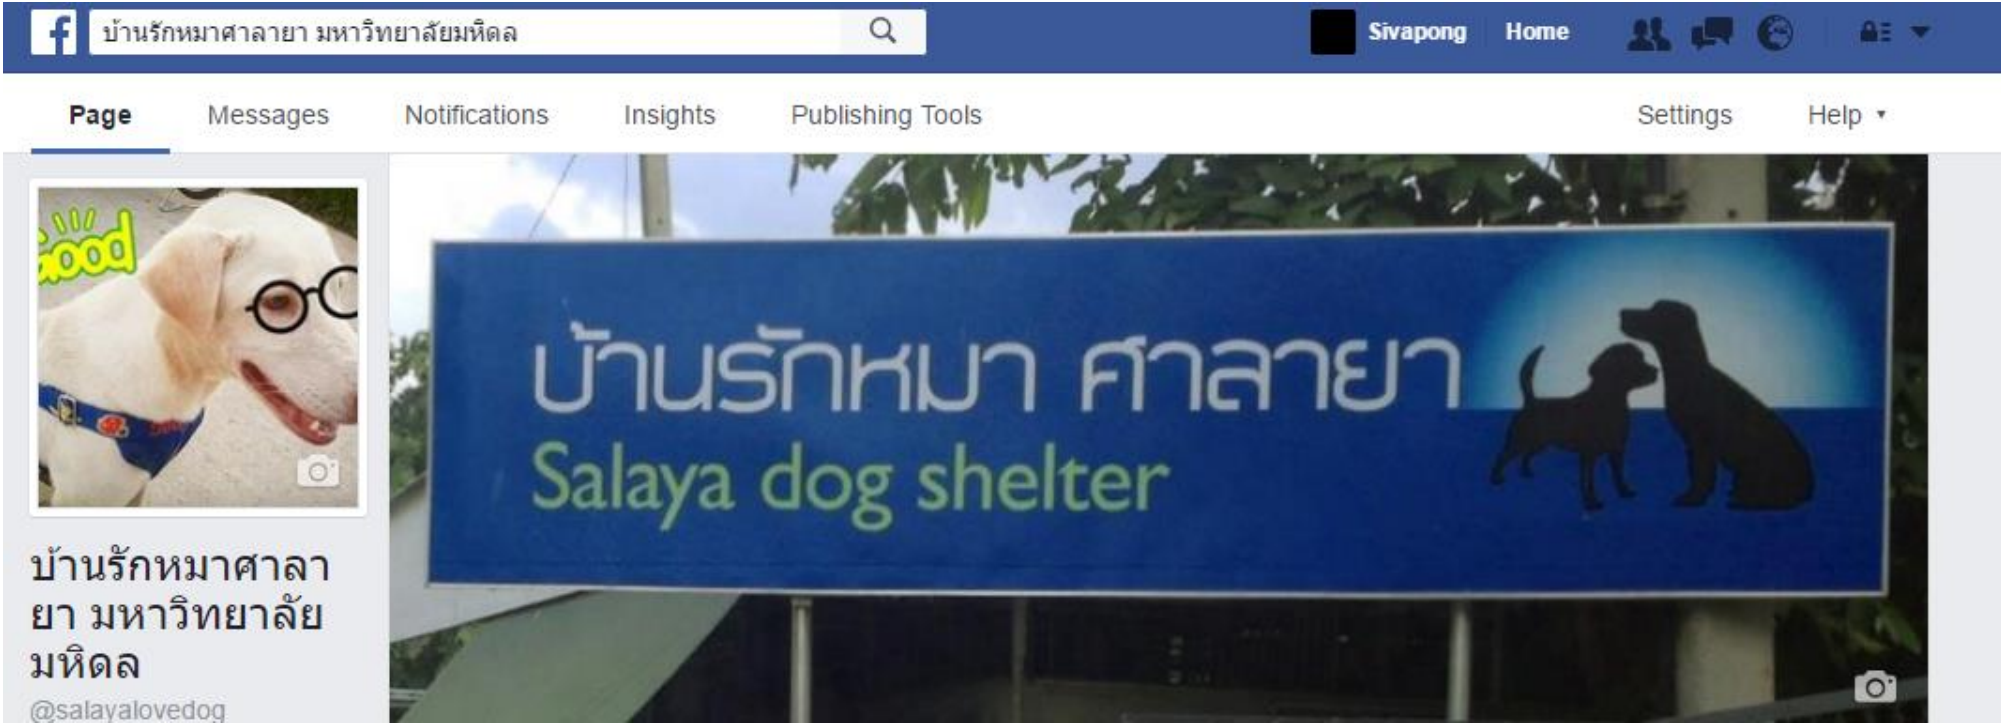 บ้านรักหมาศาลายา มหาวิทยาลัยมหิดล
Sivapong Home
Page Messages Notifications Insights Publishing Tools Settings Help
Good
บ้านรักหมา ศาลายา
Salaya dog shelter
บ้านรักหมาศาลา
ยา มหาวิทยาลัย
มหิดล
@salayalovedog